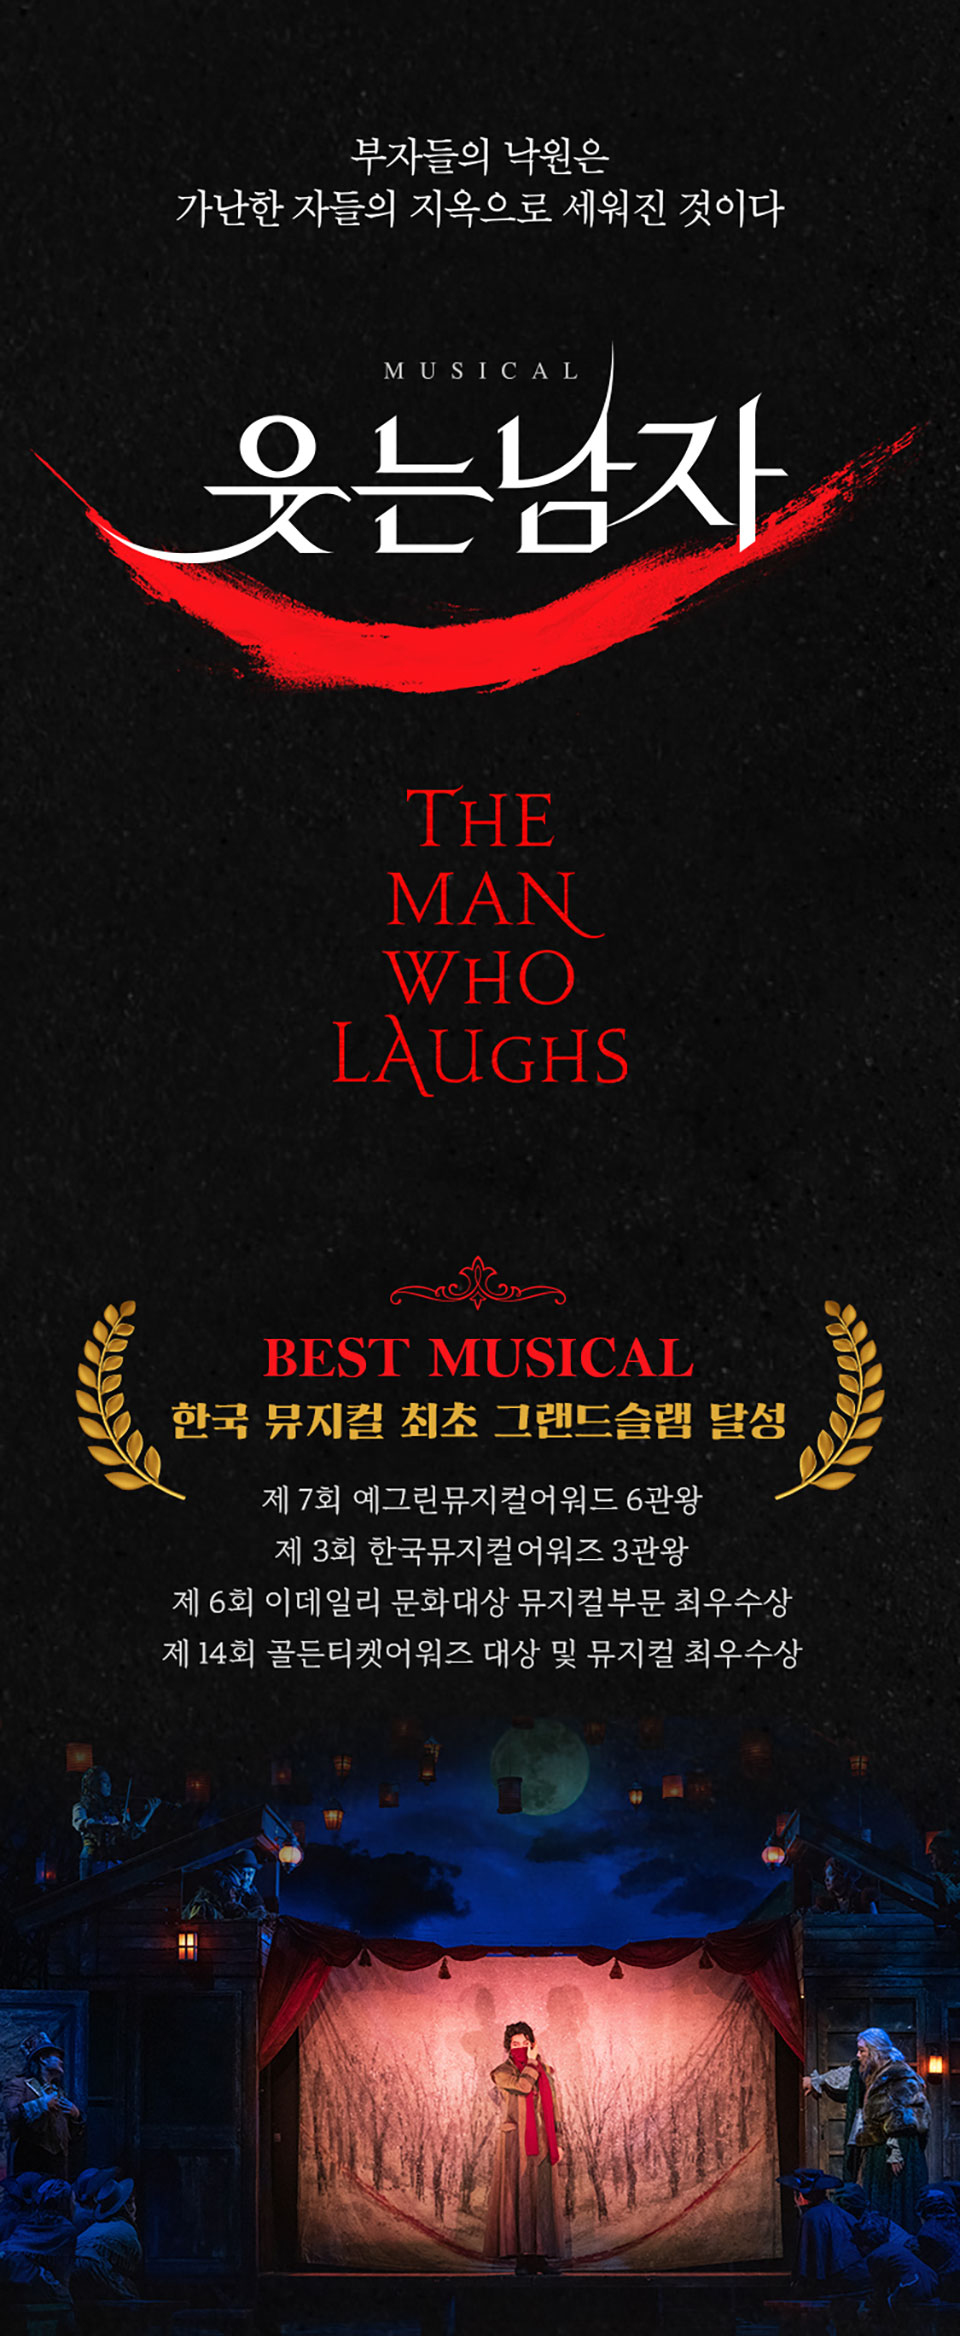 부자들의 낙원은
가난한 자들의 지옥으로 세워진 것이다
MUSICAL
웃는남자
THE
MAN
WHO
LAUGHS
BEST MUSICAL
한국 뮤지컬 최초 그랜드슬램 달성
제 7회 예그린뮤지컬어워드 6관왕
제 3회 한국뮤지컬어워즈 3관왕
제 6회 이데일리 문화대상 뮤지컬부문 최우수상
제 14회 골든티켓어워즈 대상 및 뮤지컬 최우수상